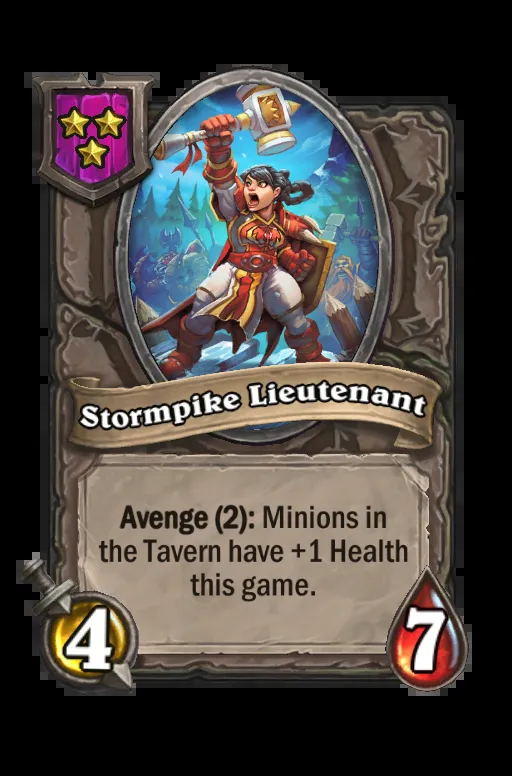 Stormpike Lieutenant
Avenge (2): Minions in
the Tavern have +1 Health
this game.
4
7